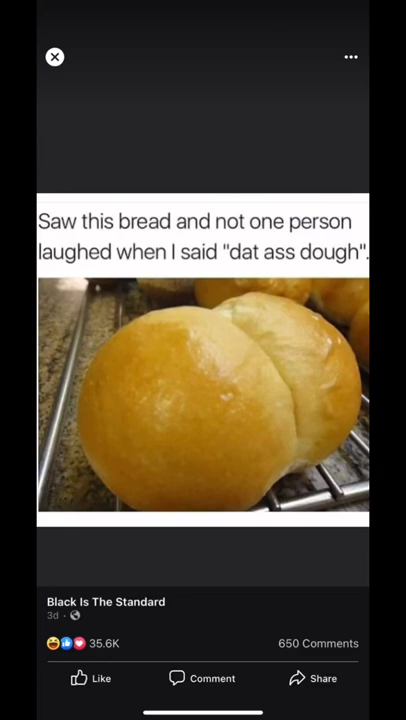 Saw this bread and not one person
laughed when I said "dat ass dough".
Black Is The Standard
3d ·
35.6K
650 Comments
Like
Comment
Share